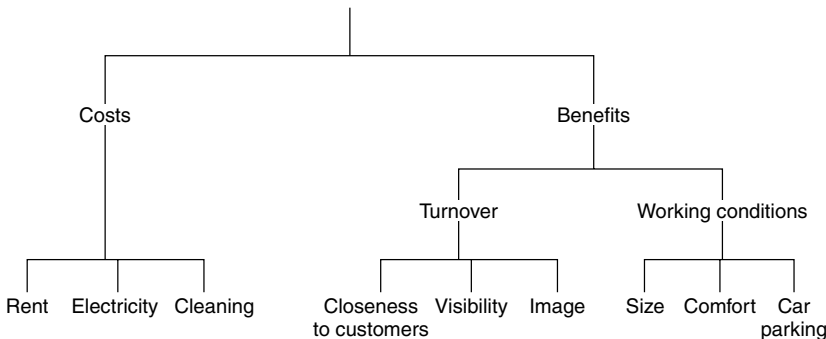 Costs
Benefits
Turnover
Working conditions
Rent
Electricity
Cleaning
Closeness
to customers
Visibility
Image
Size
Comfort
Car
parking